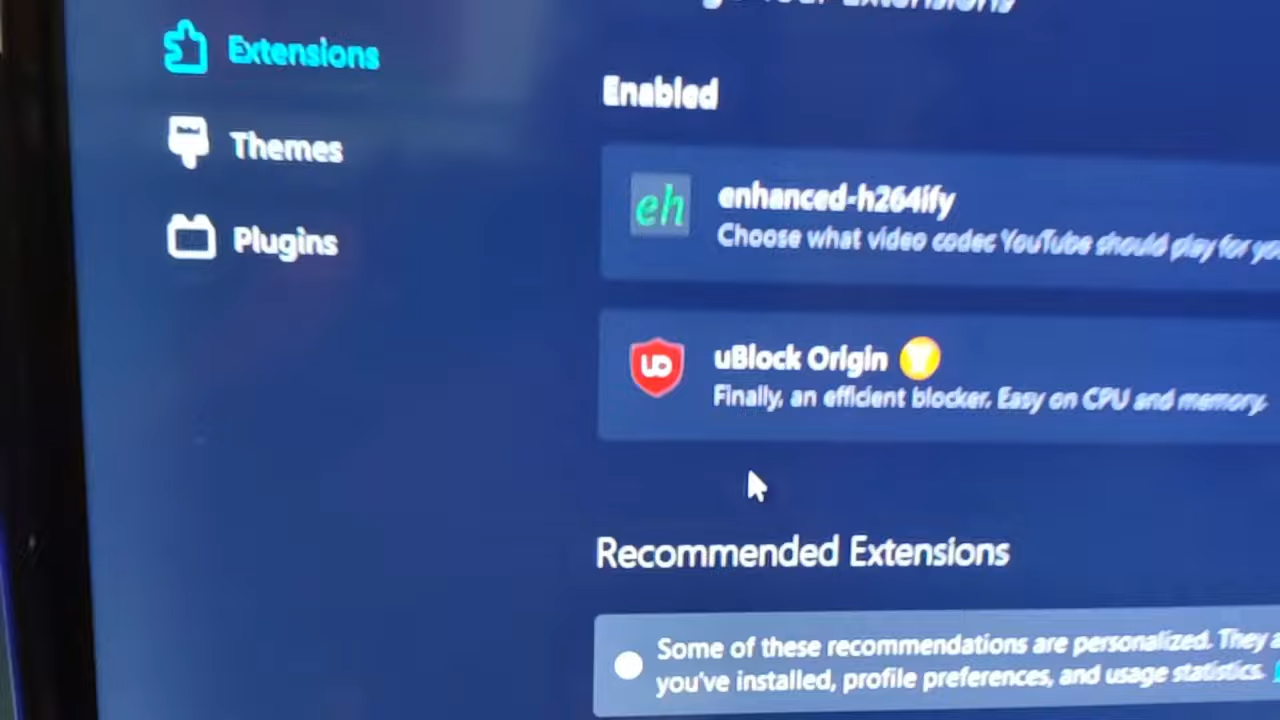 Your Extensions
Extensions
Themes
Plugins
Enabled
eh
enhanced-h264ify
Choose what video codec YouTube should play for
uBlock Origin
Finally, an efficient blocker. Easy on CPU and memory.
Recommended Extensions
Some of these recommendations are personalized. They
you've installed, profile preferences, and usage statistics.